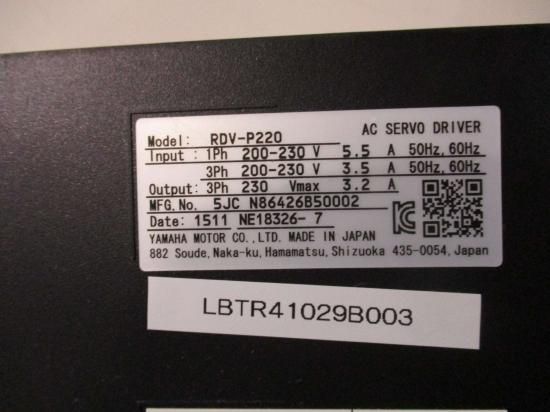 Model: RDV-P220 AC SERVO DRIVER
Input : 1Ph 200-230 V 5.5 A 50Hz, 60Hz
3Ph 200-230 V 3.5 A 50Hz, 60Hz
Output: 3Ph 230 Vmax 3.2 A
MFG. No. 5JC N86426B50002
Date: 1511 NE18326- 7
YAMAHA MOTOR CO., LTD. MADE IN JAPAN
882 Soude, Naka-ku, Hamamatsu, Shizuoka 435-0054, Japan
LBTR41029B003